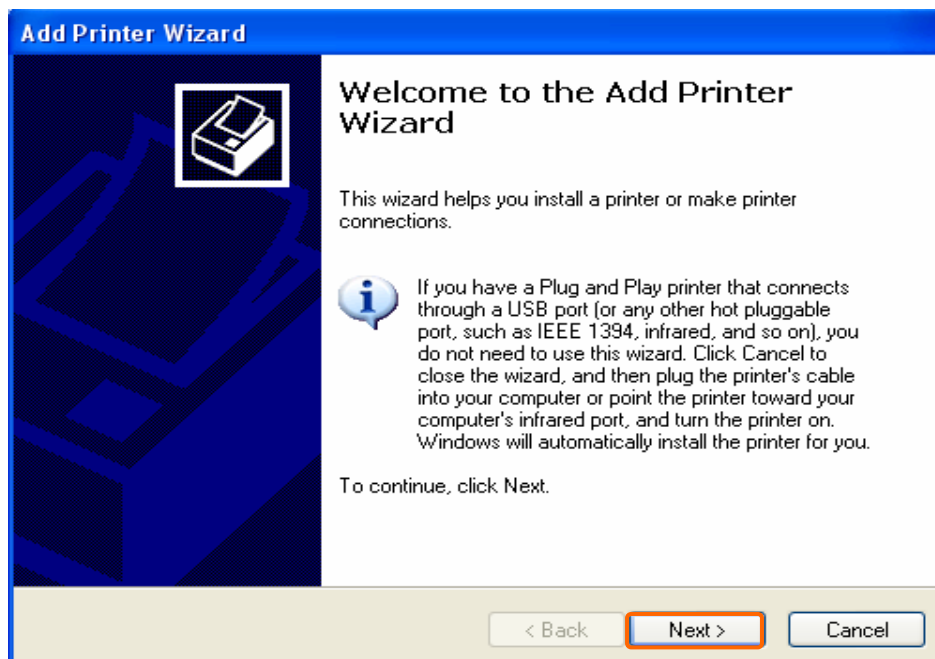 Add Printer Wizard
Welcome to the Add Printer
Wizard
This wizard helps you install a printer or make printer
connections.
If you have a Plug and Play printer that connects
through a USB port (or any other hot pluggable
port, such as IEEE 1394, infrared, and so on), you
do not need to use this wizard. Click Cancel to
close the wizard, and then plug the printer's cable
into your computer or point the printer toward your
computer's infrared port, and turn the printer on.
Windows will automatically install the printer for you.
To continue, click Next.
< Back Next > Cancel